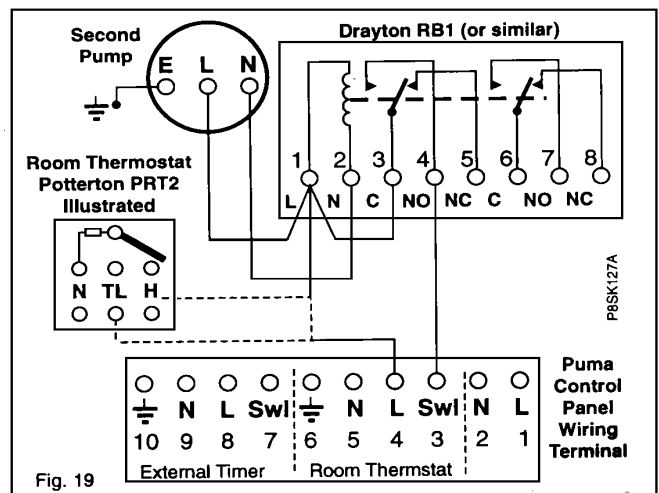 Second
Pump
E L N
Drayton RB1 (or similar)
1 2 3 4 5 6 7 8
L N C NO NC C NO NC
Room Thermostat
Potterton PRT2
Illustrated
N TL H
P8SK127A
N L Swl N L Swl N L
10 9 8 7 6 5 4 3 2 1
External Timer Room Thermstat
Puma
Control
Panel
Wiring
Terminal
Fig. 19